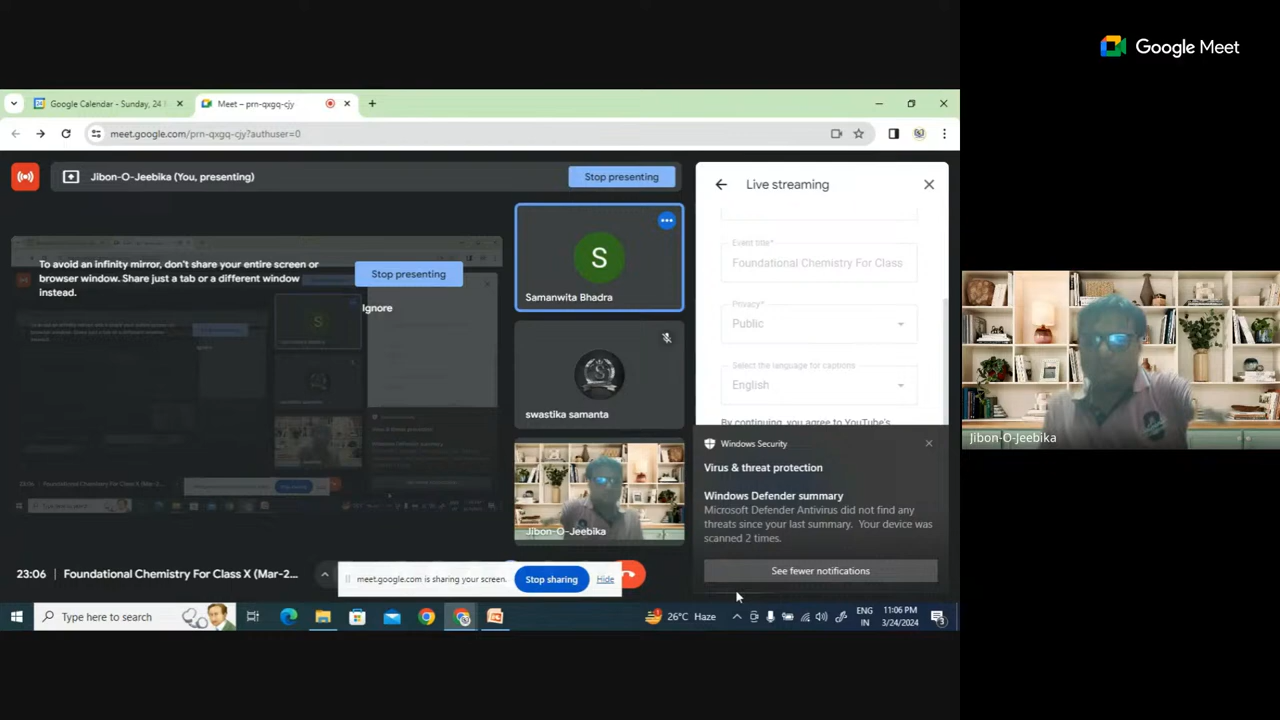 Google Meet
Google Calendar - Sunday, 24
Meet – prn-qxgq-cjy
meet.google.com/prn-qxgq-cjy?authuser=0
Jibon-O-Jeebika (You, presenting)
Stop presenting
Live streaming
To avoid an infinity mirror, don't share your entire screen or
browser window. Share just a tab or a different window
instead.
Stop presenting
Ignore
S
Samanwita Bhadra
swastika samanta
Jibon-O-Jeebika
Event title*
Foundational Chemistry For Class
Privacy*
Public
Select the language for captions
English
By continuing, you agree to YouTube's
Windows Security
Virus & threat protection
Windows Defender summary
Microsoft Defender Antivirus did not find any
threats since your last summary. Your device was
scanned 2 times.
See fewer notifications
Jibon-O-Jeebika
23:06
Foundational Chemistry For Class X (Mar-2...
meet.google.com is sharing your screen.
Stop sharing
Hide
Type here to search
26°C Haze
ENG
IN
11:06 PM
3/24/2024
3